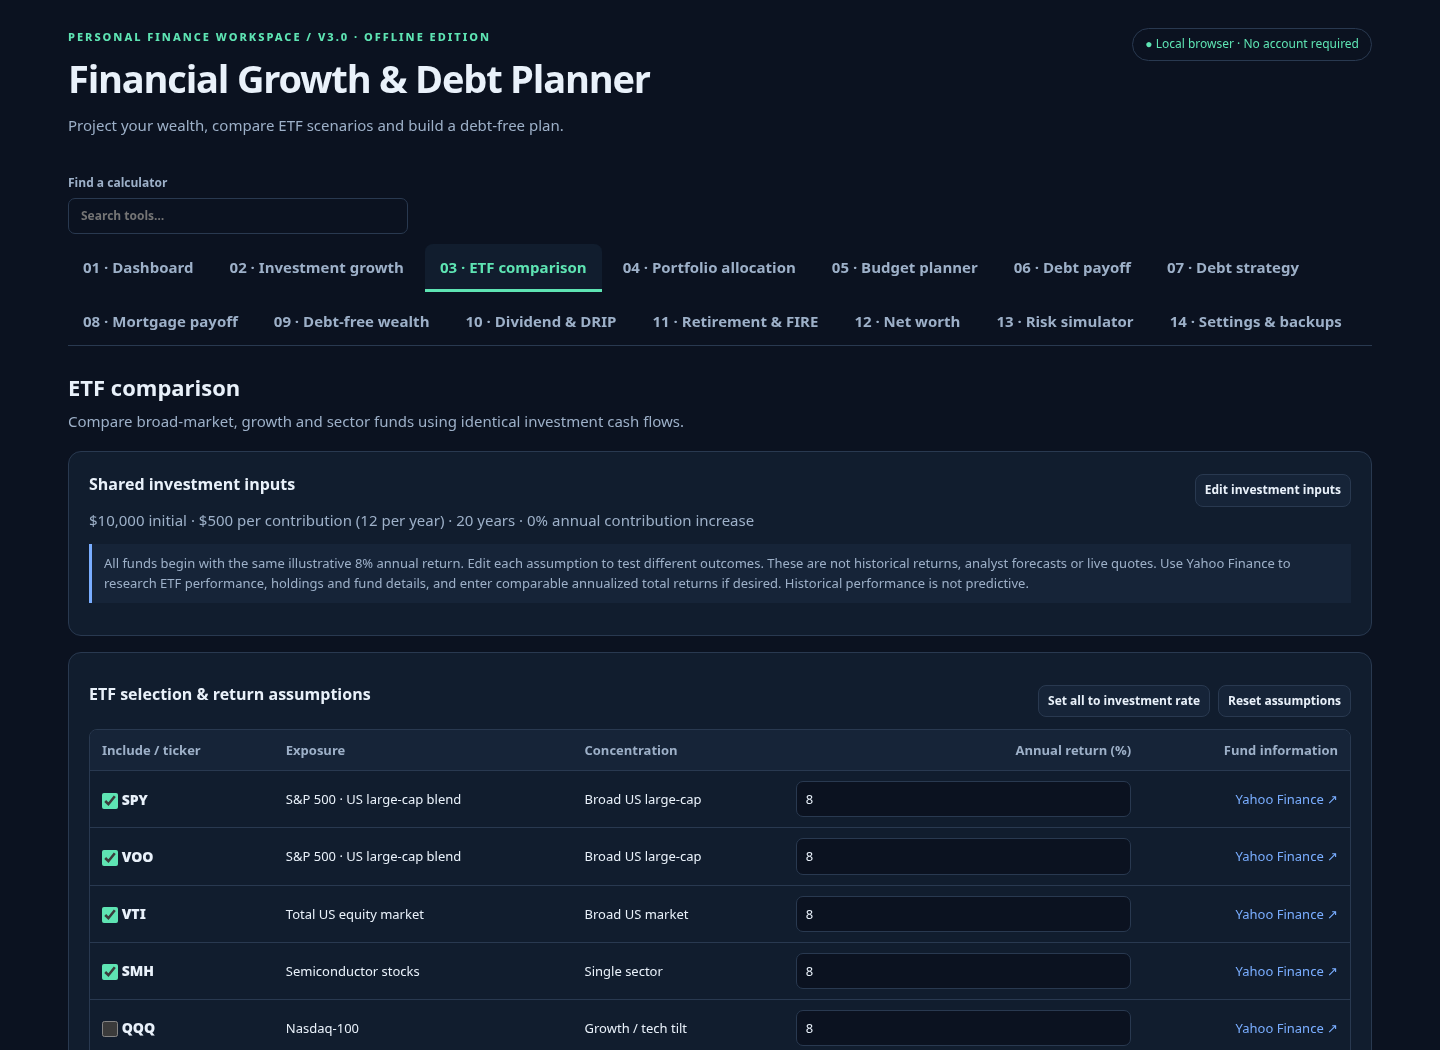 PERSONAL FINANCE WORKSPACE / V3.0 · OFFLINE EDITION
● Local browser · No account required
Financial Growth & Debt Planner
Project your wealth, compare ETF scenarios and build a debt-free plan.
Find a calculator
Search tools...
01 · Dashboard 02 · Investment growth 03 · ETF comparison 04 · Portfolio allocation 05 · Budget planner 06 · Debt payoff 07 · Debt strategy
08 · Mortgage payoff 09 · Debt-free wealth 10 · Dividend & DRIP 11 · Retirement & FIRE 12 · Net worth 13 · Risk simulator 14 · Settings & backups
ETF comparison
Compare broad-market, growth and sector funds using identical investment cash flows.
Shared investment inputs
Edit investment inputs
$10,000 initial · $500 per contribution (12 per year) · 20 years · 0% annual contribution increase
All funds begin with the same illustrative 8% annual return. Edit each assumption to test different outcomes. These are not historical returns, analyst forecasts or live quotes. Use Yahoo Finance to
research ETF performance, holdings and fund details, and enter comparable annualized total returns if desired. Historical performance is not predictive.
ETF selection & return assumptions
Set all to investment rate Reset assumptions
Include / ticker Exposure Concentration Annual return (%) Fund information
SPY S&P 500 · US large-cap blend Broad US large-cap 8 Yahoo Finance ↗
VOO S&P 500 · US large-cap blend Broad US large-cap 8 Yahoo Finance ↗
VTI Total US equity market Broad US market 8 Yahoo Finance ↗
SMH Semiconductor stocks Single sector 8 Yahoo Finance ↗
QQQ Nasdaq-100 Growth / tech tilt 8 Yahoo Finance ↗